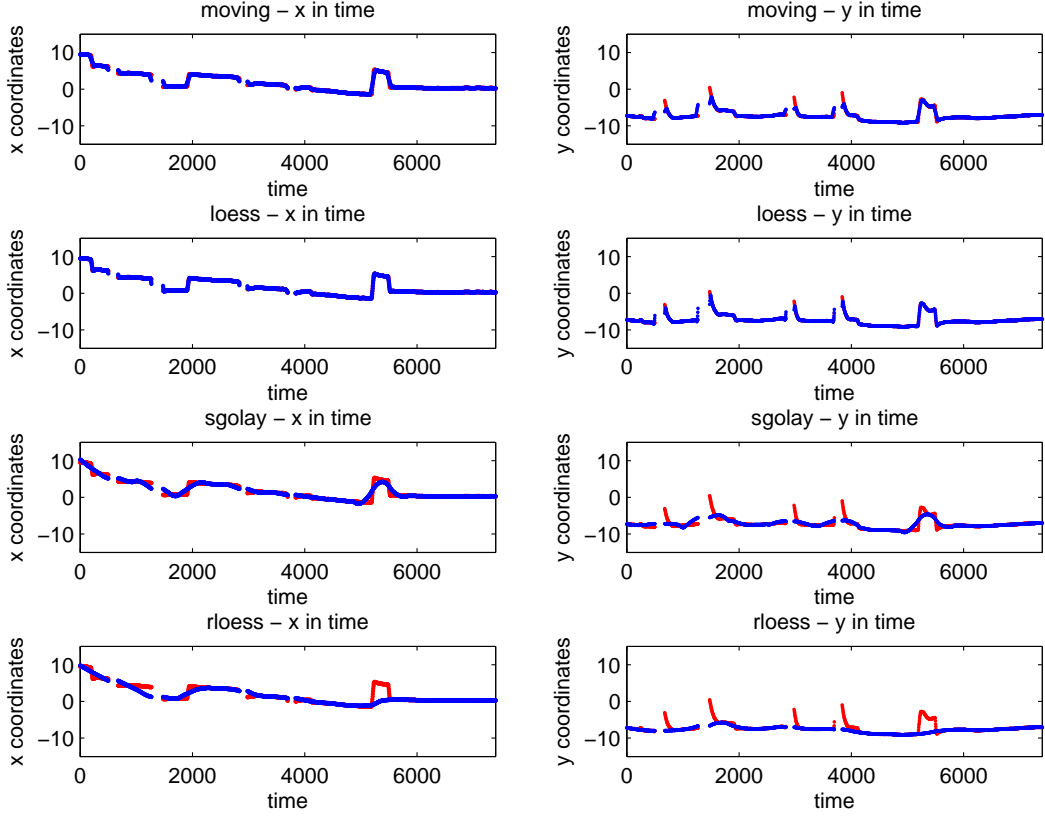 moving − x in time
x coordinates
10
0
−10
0 2000 4000 6000
time
moving − y in time
y coordinates
10
0
−10
0 2000 4000 6000
time
loess − x in time
x coordinates
10
0
−10
0 2000 4000 6000
time
loess − y in time
y coordinates
10
0
−10
0 2000 4000 6000
time
sgolay − x in time
x coordinates
10
0
−10
0 2000 4000 6000
time
sgolay − y in time
y coordinates
10
0
−10
0 2000 4000 6000
time
rloess − x in time
x coordinates
10
0
−10
0 2000 4000 6000
time
rloess − y in time
y coordinates
10
0
−10
0 2000 4000 6000
time